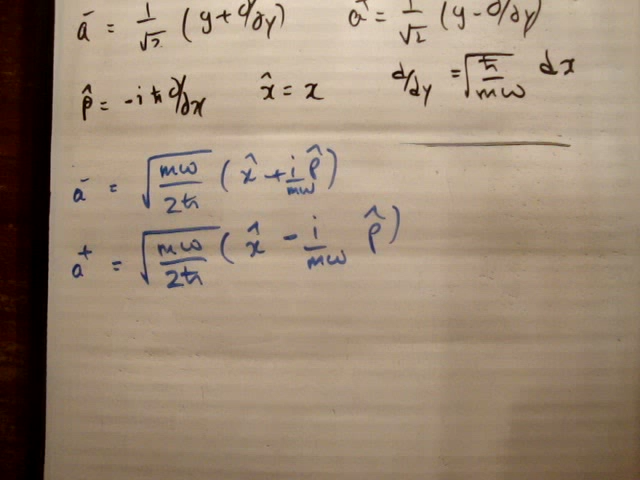 a⁻ = 1/√2 (y + d/dy) a⁺ = 1/√2 (y - d/dy)
p̂ = -iħ d/dx x̂ = x d/dy = √(ħ/mω) dx
a⁻ = √(mω/2ħ) (x̂ + i/mω p̂)
a⁺ = √(mω/2ħ) (x̂ - i/mω p̂)